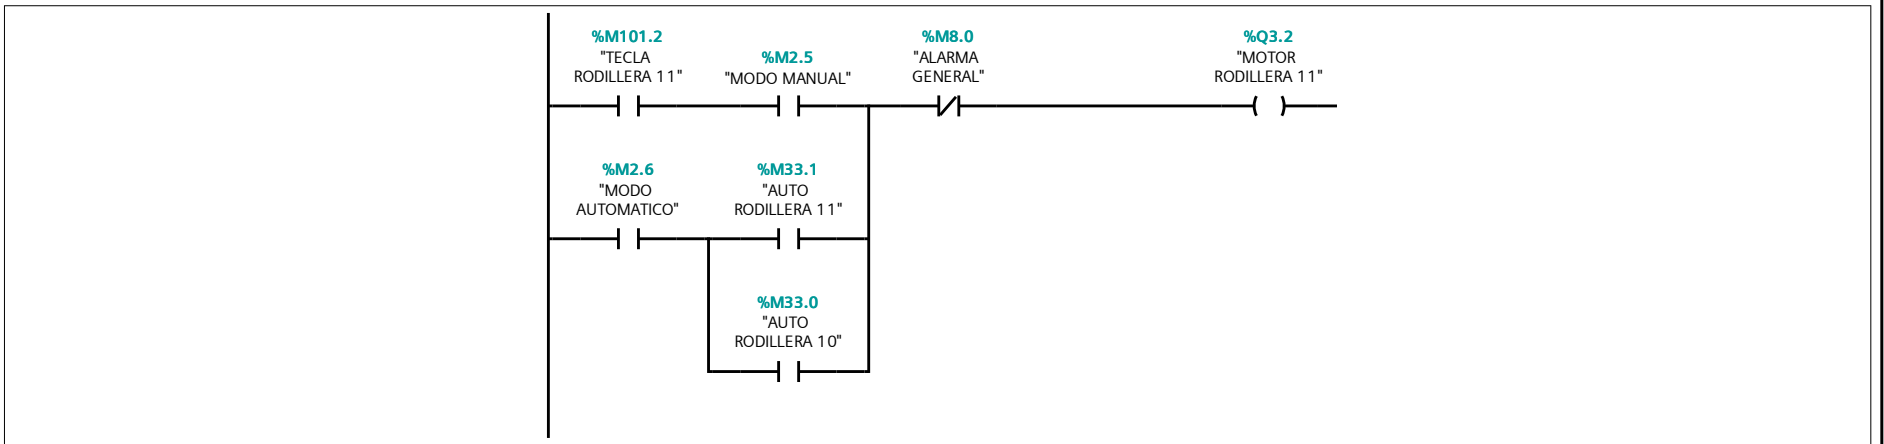 %M101.2
"TECLA
RODILLERA 11"
%M2.5
"MODO MANUAL"
%M8.0
"ALARMA
GENERAL"
%Q3.2
"MOTOR
RODILLERA 11"
%M2.6
"MODO
AUTOMATICO"
%M33.1
"AUTO
RODILLERA 11"
%M33.0
"AUTO
RODILLERA 10"